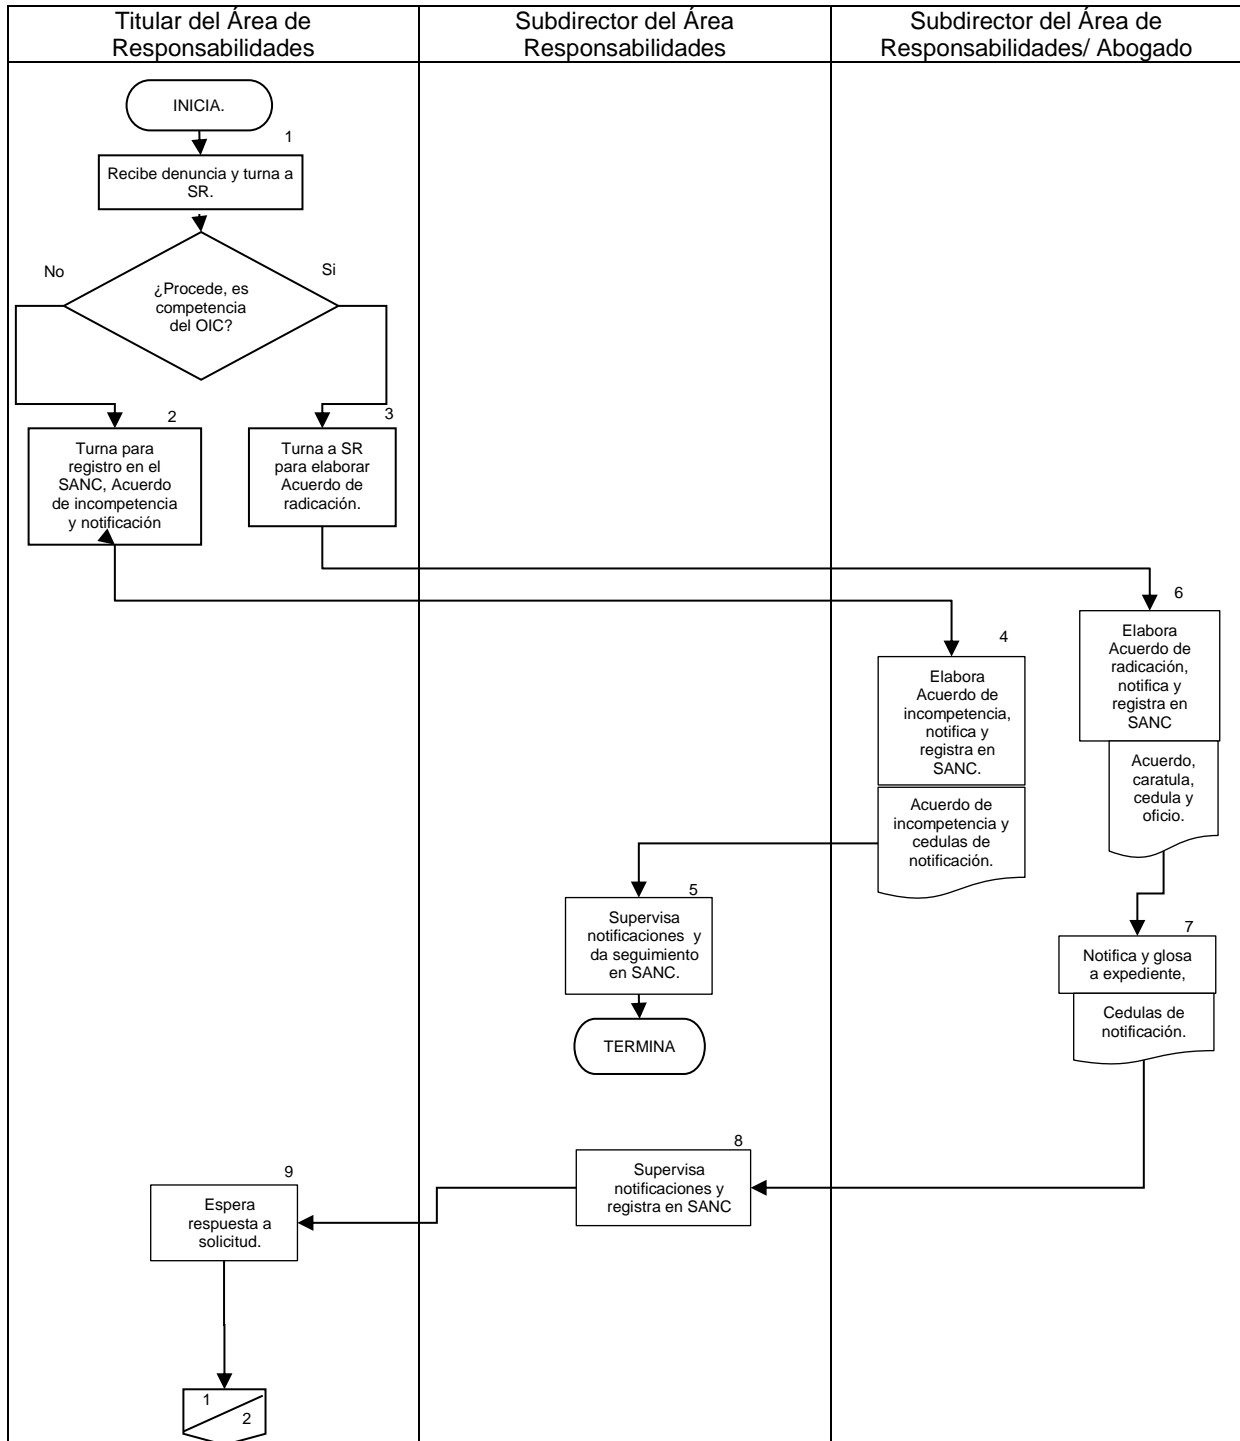 Titular del Área de
Responsabilidades
Subdirector del Área
Responsabilidades
Subdirector del Área de
Responsabilidades/ Abogado
INICIA.
1
Recibe denuncia y turna a
SR.
No
Si
¿Procede, es
competencia
del OIC?
2
Turna para
registro en el
SANC, Acuerdo
de incompetencia
y notificación
3
Turna a SR
para elaborar
Acuerdo de
radicación.
6
Elabora
Acuerdo de
radicación,
notifica y
registra en
SANC
Acuerdo,
caratula,
cedula y
oficio.
4
Elabora
Acuerdo de
incompetencia,
notifica y
registra en
SANC.
Acuerdo de
incompetencia y
cedulas de
notificación.
5
Supervisa
notificaciones y
da seguimiento
en SANC.
TERMINA
7
Notifica y glosa
a expediente,
Cedulas de
notificación.
8
Supervisa
notificaciones y
registra en SANC
9
Espera
respuesta a
solicitud.
1
2